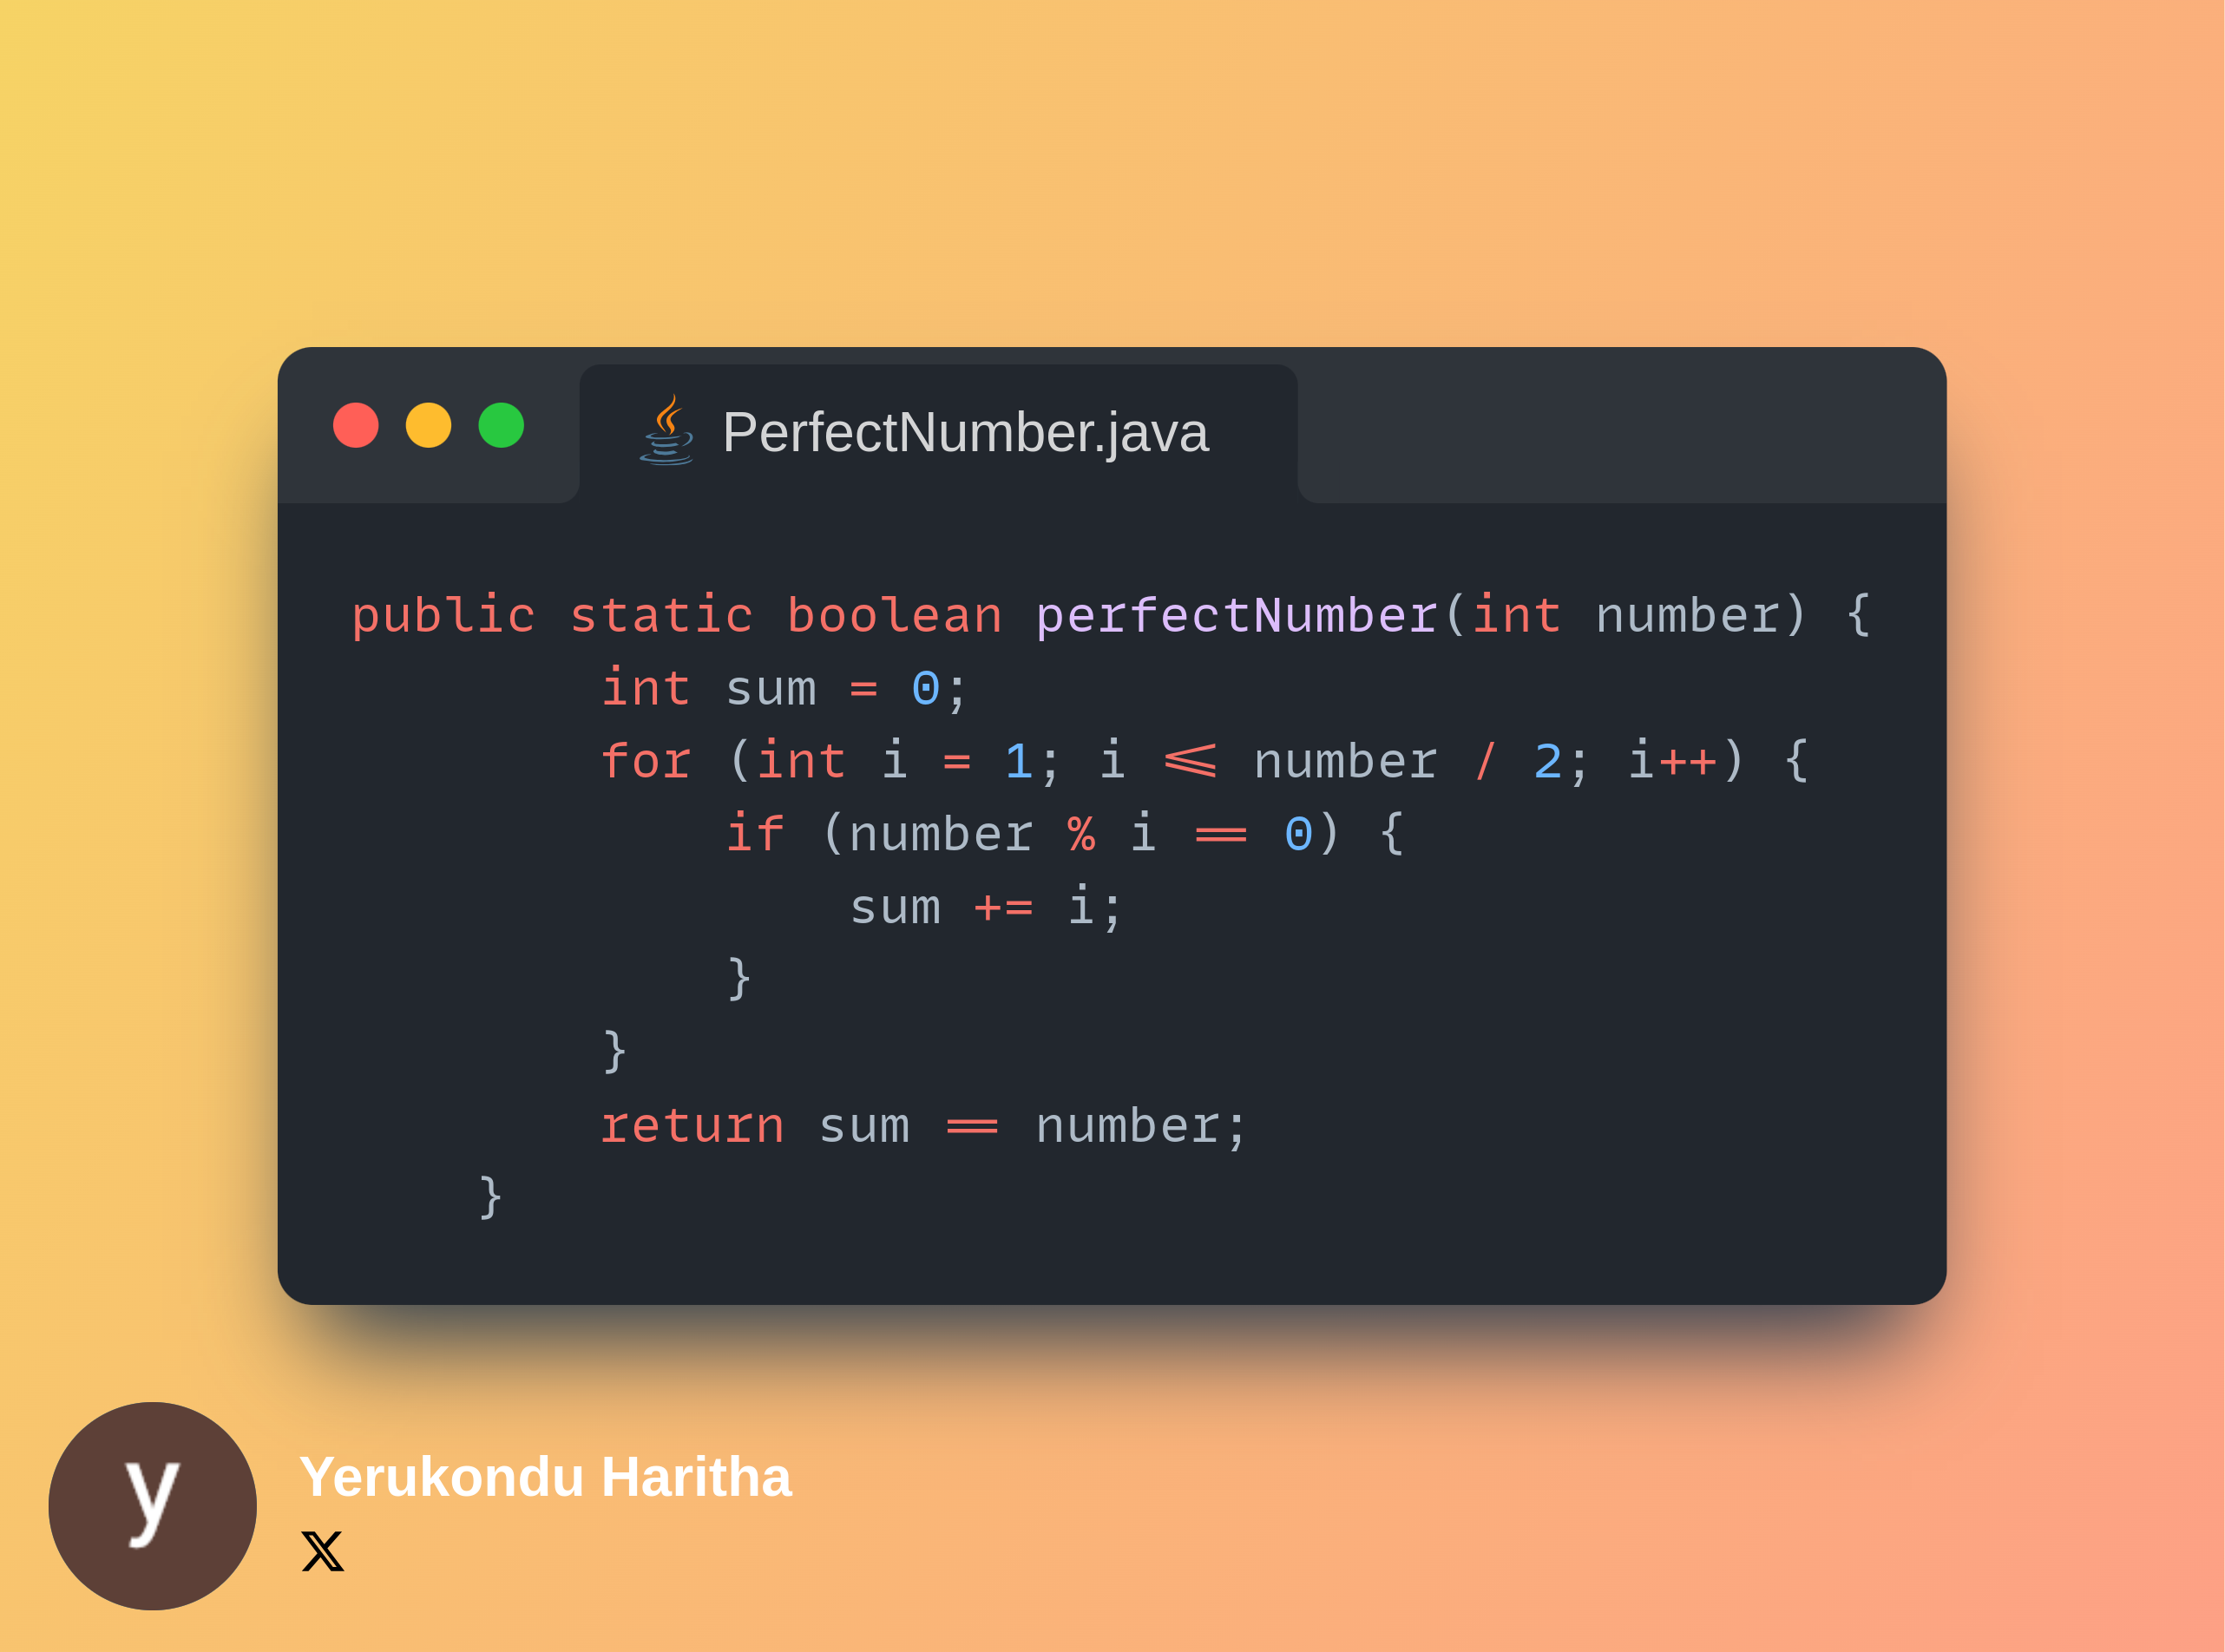 PerfectNumber.java
public static boolean perfectNumber(int number) {
        int sum = 0;
        for (int i = 1; i <= number / 2; i++) {
            if (number % i == 0) {
                sum += i;
            }
        }
        return sum == number;
    }
y
Yerukondu Haritha
𝕏